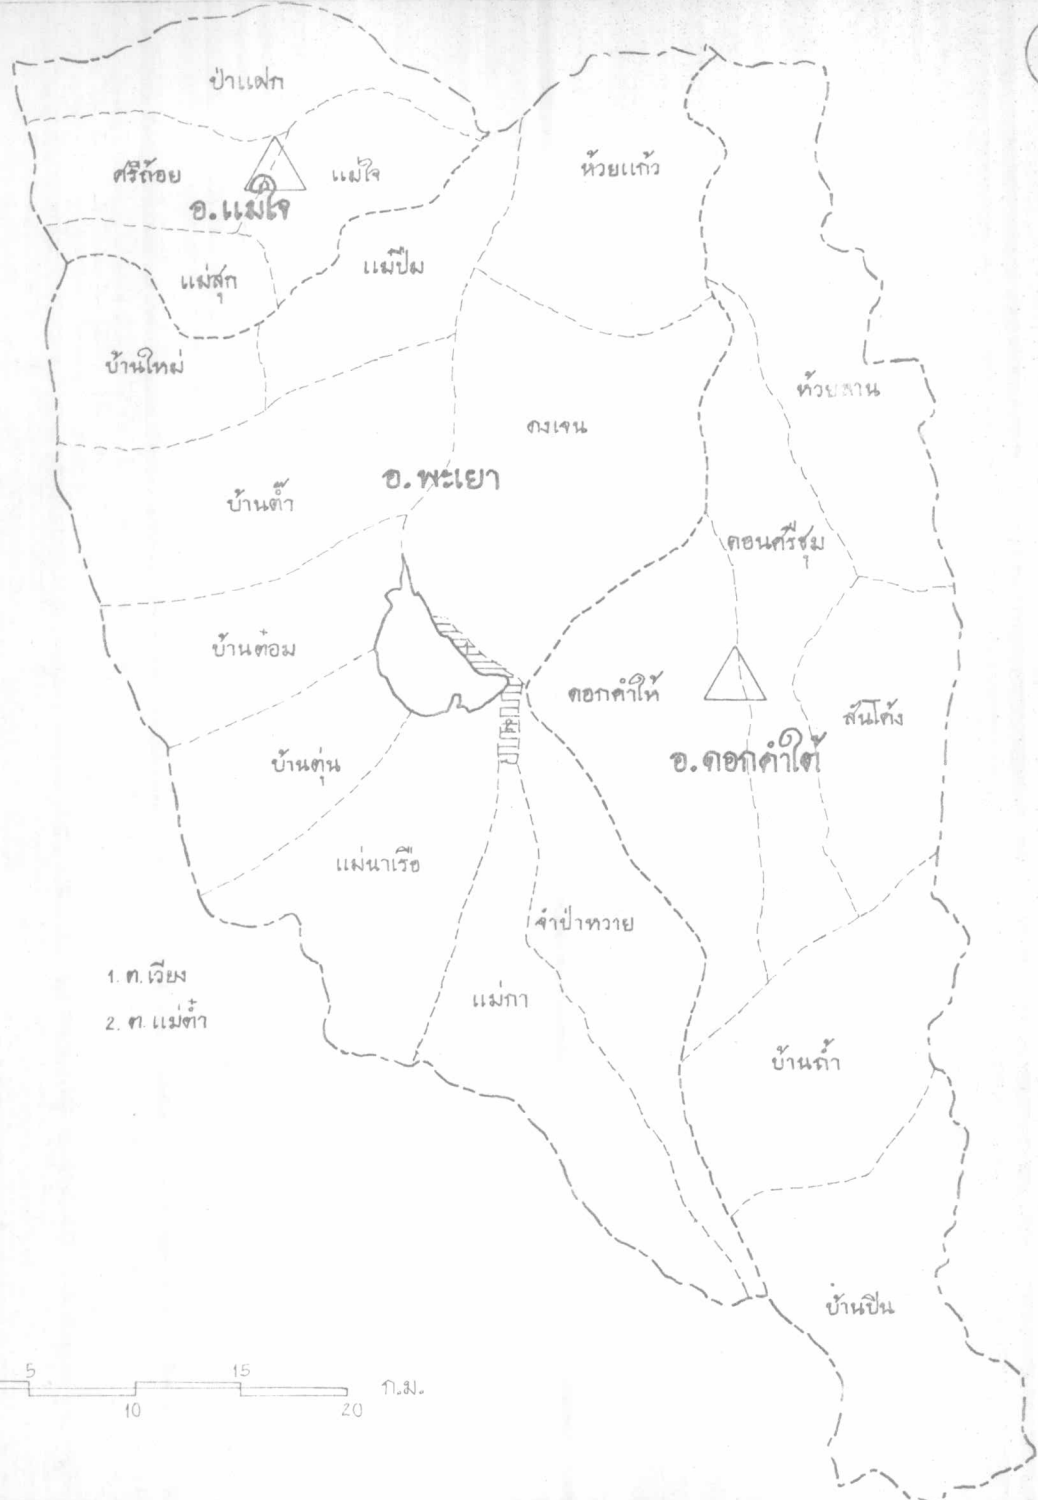 ป่าแฝก
ศรีถ้อย
แม่ใจ
อ.แม่ใจ
ห้วยแก้ว
แม่ปืม
แม่สุก
บ้านใหม่
ห้วยลาน
ดงเจน
อ.พะเยา
บ้านต๊ำ
ดอนศรีชุม
บ้านต๋อม
ดอกคำใต้
สันโค้ง
บ้านตุ่น
อ.ดอกคำใต้
1
2
แม่นาเรือ
จำป่าหวาย
1. ต. เวียง
แม่กา
2. ต. แม่ต๋ำ
บ้านถ้ำ
บ้านปิน
5 15 ก.ม.
10 20